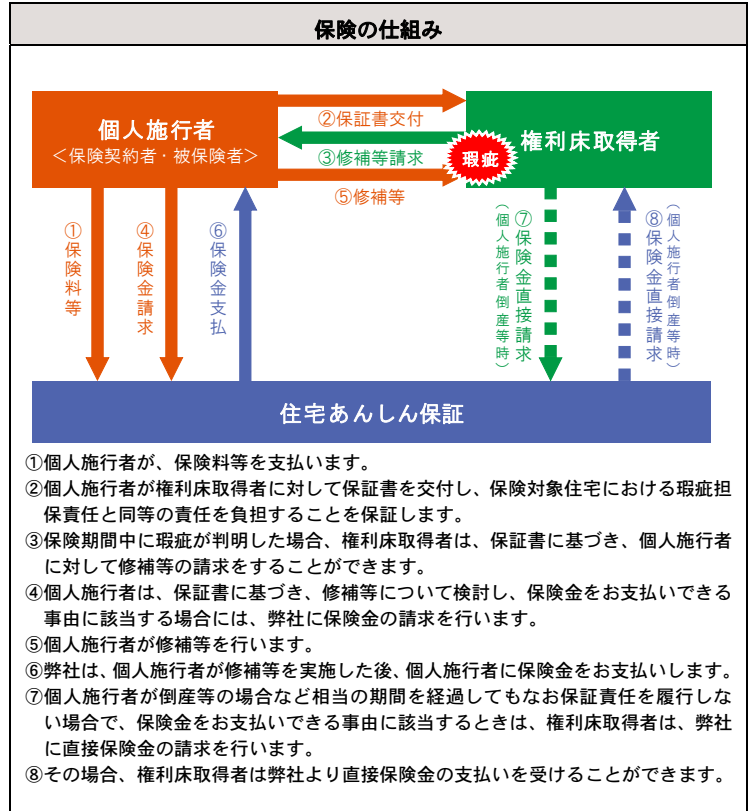 保険の仕組み
個人施行者
＜保険契約者・被保険者＞
②保証書交付
③修補等請求
⑤修補等
瑕疵
権利床取得者
①保険料等
④保険金請求
⑥保険金支払
⑦保険金直接請求
（個人施行者倒産等時）
⑧保険金直接請求
（個人施行者倒産等時）
住宅あんしん保証
①個人施行者が、保険料等を支払います。
②個人施行者が権利床取得者に対して保証書を交付し、保険対象住宅における瑕疵担
保責任と同等の責任を負担することを保証します。
③保険期間中に瑕疵が判明した場合、権利床取得者は、保証書に基づき、個人施行者
に対して修補等の請求をすることができます。
④個人施行者は、保証書に基づき、修補等について検討し、保険金をお支払いできる
事由に該当する場合には、弊社に保険金の請求を行います。
⑤個人施行者が修補等を行います。
⑥弊社は、個人施行者が修補等を実施した後、個人施行者に保険金をお支払いします。
⑦個人施行者が倒産等の場合など相当の期間を経過してもなお保証責任を履行しな
い場合で、保険金をお支払いできる事由に該当するときは、権利床取得者は、弊社
に直接保険金の請求を行います。
⑧その場合、権利床取得者は弊社より直接保険金の支払いを受けることができます。